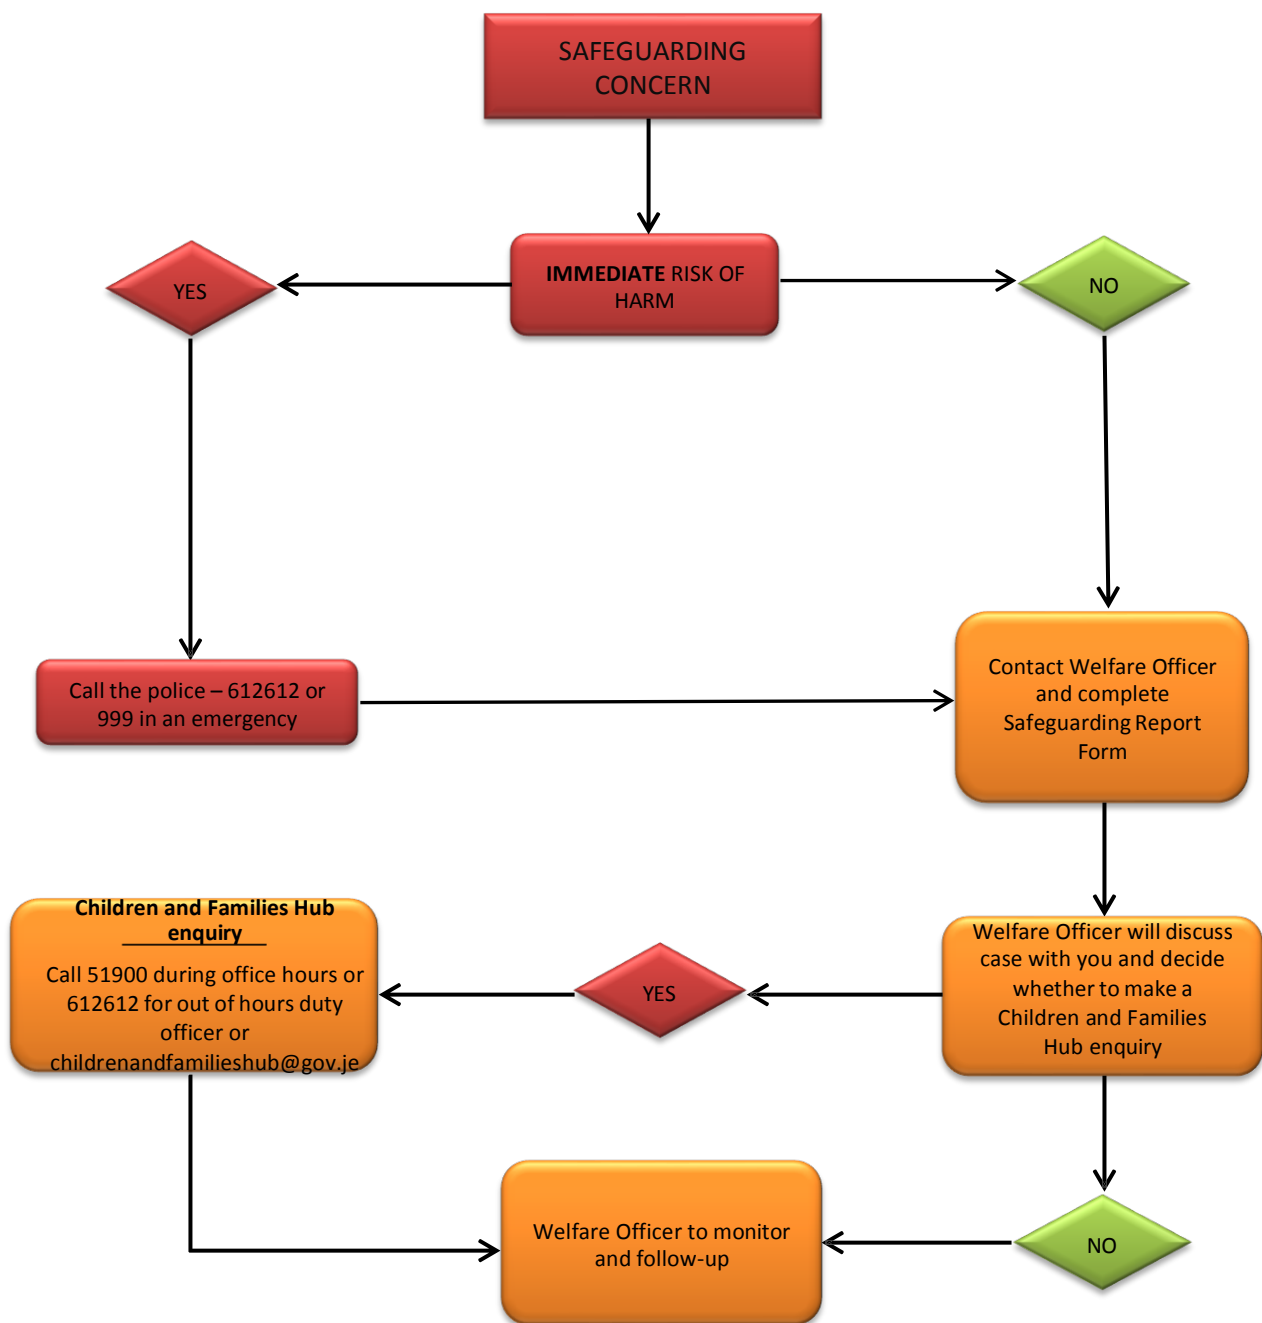 SAFEGUARDING
CONCERN
IMMEDIATE RISK OF
HARM
YES
NO
Call the police – 612612 or
999 in an emergency
Contact Welfare Officer
and complete
Safeguarding Report
Form
Welfare Officer will discuss
case with you and decide
whether to make a
Children and Families
Hub enquiry
YES
Children and Families Hub
enquiry
Call 51900 during office hours or
612612 for out of hours duty
officer or
childrenandfamilieshub@gov.je
NO
Welfare Officer to monitor
and follow-up